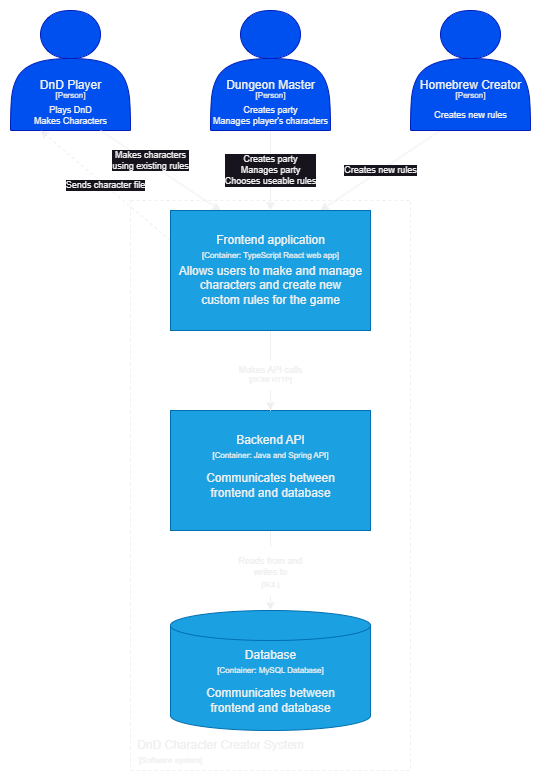 DnD Player
[Person]
Plays DnD
Makes Characters
Dungeon Master
[Person]
Creates party
Manages player's characters
Homebrew Creator
[Person]
Creates new rules
Makes characters
using existing rules
Sends character file
Creates party
Manages party
Chooses useable rules
Creates new rules
Frontend application
[Container: TypeScript React web app]
Allows users to make and manage
characters and create new
custom rules for the game
Makes API calls
Backend API
[Container: Java and Spring API]
Communicates between
frontend and database
Reads from and
writes to
Database
[Container: MySQL Database]
Communicates between
frontend and database
DnD Character Creator System
[Software system]